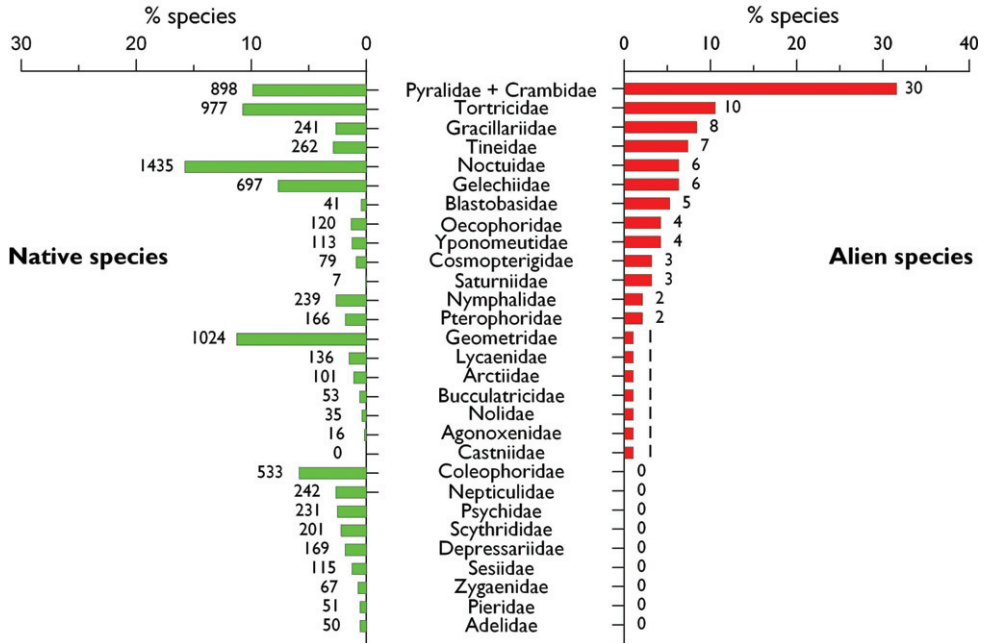 % species % species
30 20 10 0 0 10 20 30 40
898 Pyralidae + Crambidae 30
977 Tortricidae 10
241 Gracillariidae 8
262 Tineidae 7
1435 Noctuidae 6
697 Gelechiidae 6
41 Blastobasidae 5
120 Oecophoridae 4
113 Yponomeutidae 4
Native species Alien species
79 Cosmopterigidae 3
7 Saturniidae 3
239 Nymphalidae 2
166 Pterophoridae 2
1024 Geometridae 1
136 Lycaenidae 1
101 Arctiidae 1
53 Bucculatricidae 1
35 Nolidae 1
16 Agonoxenidae 1
0 Castniidae 1
533 Coleophoridae 0
242 Nepticulidae 0
231 Psychidae 0
201 Scythrididae 0
169 Depressariidae 0
115 Sesiidae 0
67 Zygaenidae 0
51 Pieridae 0
50 Adelidae 0